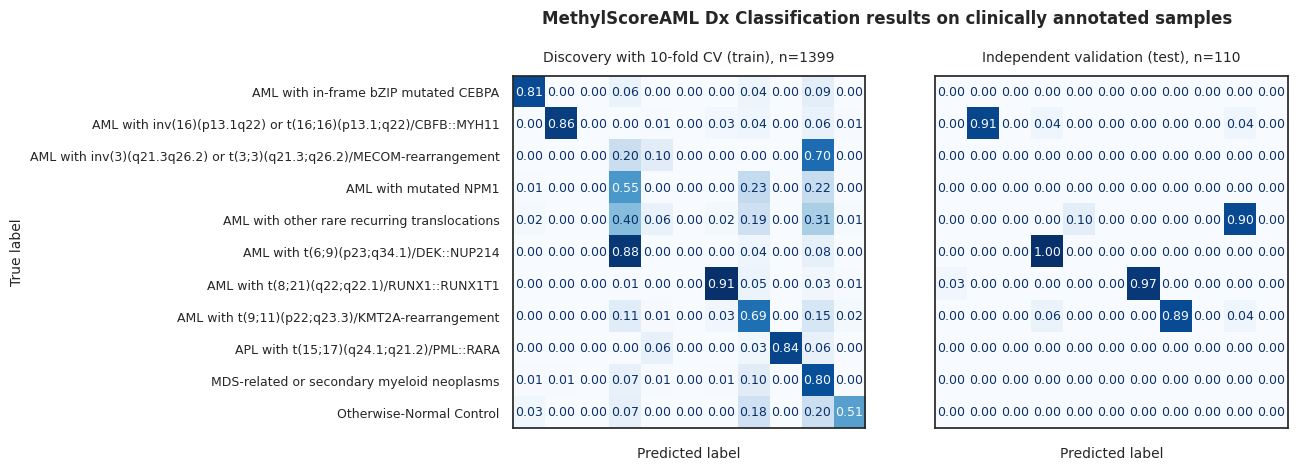 MethylScoreAML Dx Classification results on clinically annotated samples
Discovery with 10-fold CV (train), n=1399
Independent validation (test), n=110
True label
AML with in-frame bZIP mutated CEBPA 0.81 0.00 0.00 0.06 0.00 0.00 0.00 0.04 0.00 0.09 0.00 0.00 0.00 0.00 0.00 0.00 0.00 0.00 0.00 0.00 0.00 0.00
AML with inv(16)(p13.1q22) or t(16;16)(p13.1;q22)/CBFB::MYH11 0.00 0.86 0.00 0.00 0.01 0.00 0.03 0.04 0.00 0.06 0.01 0.00 0.91 0.00 0.04 0.00 0.00 0.00 0.00 0.00 0.04 0.00
AML with inv(3)(q21.3q26.2) or t(3;3)(q21.3;q26.2)/MECOM-rearrangement 0.00 0.00 0.00 0.20 0.10 0.00 0.00 0.00 0.00 0.70 0.00 0.00 0.00 0.00 0.00 0.00 0.00 0.00 0.00 0.00 0.00 0.00
AML with mutated NPM1 0.01 0.00 0.00 0.55 0.00 0.00 0.00 0.23 0.00 0.22 0.00 0.00 0.00 0.00 0.00 0.00 0.00 0.00 0.00 0.00 0.00 0.00
AML with other rare recurring translocations 0.02 0.00 0.00 0.40 0.06 0.00 0.02 0.19 0.00 0.31 0.01 0.00 0.00 0.00 0.00 0.10 0.00 0.00 0.00 0.00 0.90 0.00
AML with t(6;9)(p23;q34.1)/DEK::NUP214 0.00 0.00 0.00 0.88 0.00 0.00 0.00 0.04 0.00 0.08 0.00 0.00 0.00 0.00 1.00 0.00 0.00 0.00 0.00 0.00 0.00 0.00
AML with t(8;21)(q22;q22.1)/RUNX1::RUNX1T1 0.00 0.00 0.00 0.01 0.00 0.00 0.91 0.05 0.00 0.03 0.01 0.03 0.00 0.00 0.00 0.00 0.00 0.97 0.00 0.00 0.00 0.00
AML with t(9;11)(p22;q23.3)/KMT2A-rearrangement 0.00 0.00 0.00 0.11 0.01 0.00 0.03 0.69 0.00 0.15 0.02 0.00 0.00 0.00 0.06 0.00 0.00 0.00 0.89 0.00 0.04 0.00
APL with t(15;17)(q24.1;q21.2)/PML::RARA 0.00 0.00 0.00 0.00 0.06 0.00 0.00 0.03 0.84 0.06 0.00 0.00 0.00 0.00 0.00 0.00 0.00 0.00 0.00 0.00 0.00 0.00
MDS-related or secondary myeloid neoplasms 0.01 0.01 0.00 0.07 0.01 0.00 0.01 0.10 0.00 0.80 0.00 0.00 0.00 0.00 0.00 0.00 0.00 0.00 0.00 0.00 0.00 0.00
Otherwise-Normal Control 0.03 0.00 0.00 0.07 0.00 0.00 0.00 0.18 0.00 0.20 0.51 0.00 0.00 0.00 0.00 0.00 0.00 0.00 0.00 0.00 0.00 0.00
Predicted label
Predicted label